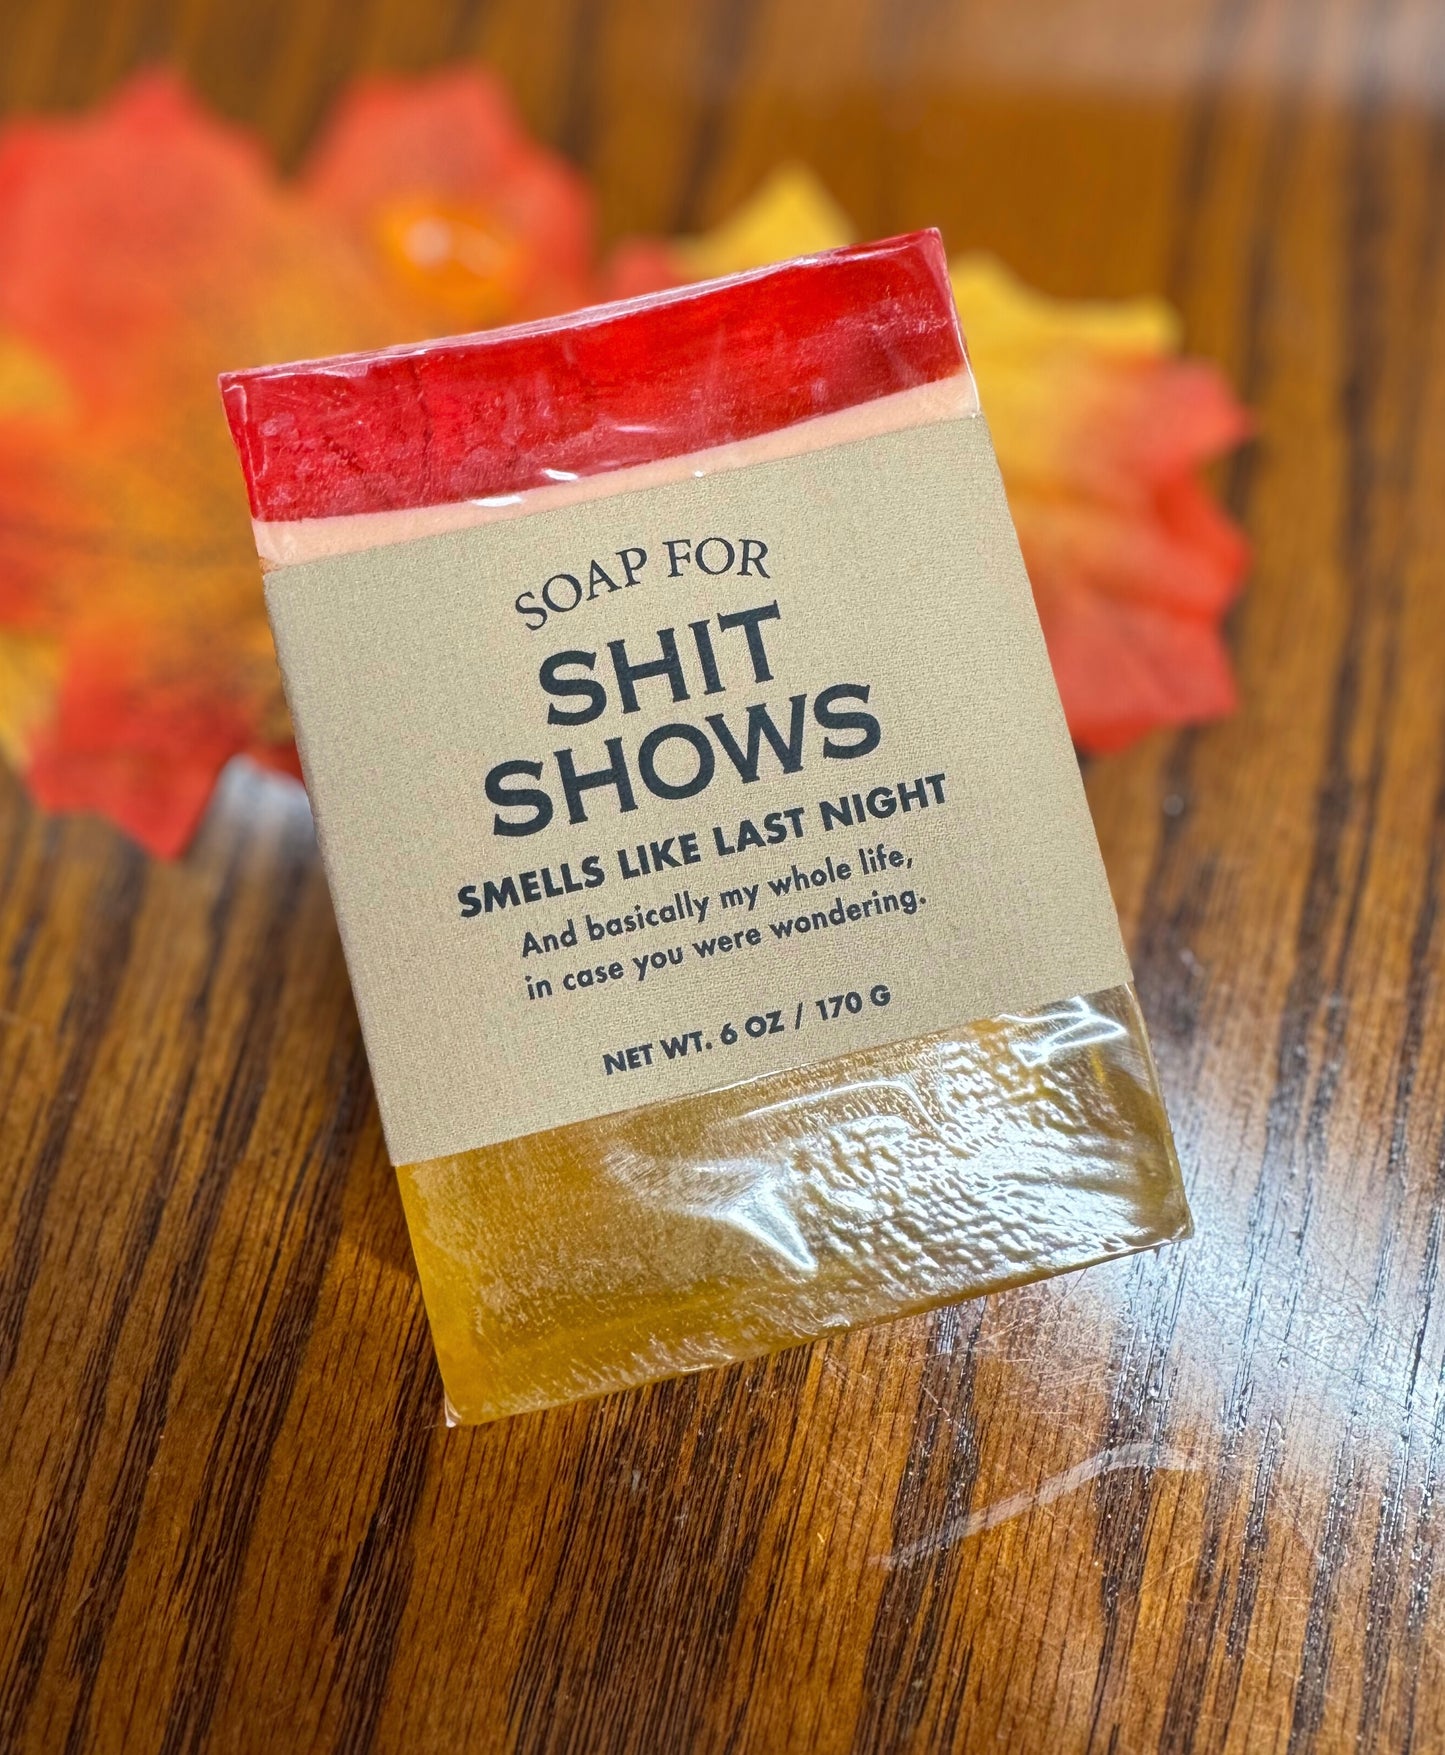 SOAP FOR
SHIT
SHOWS
SMELLS LIKE LAST NIGHT
And basically my whole life,
in case you were wondering.
NET WT. 6 OZ / 170 G